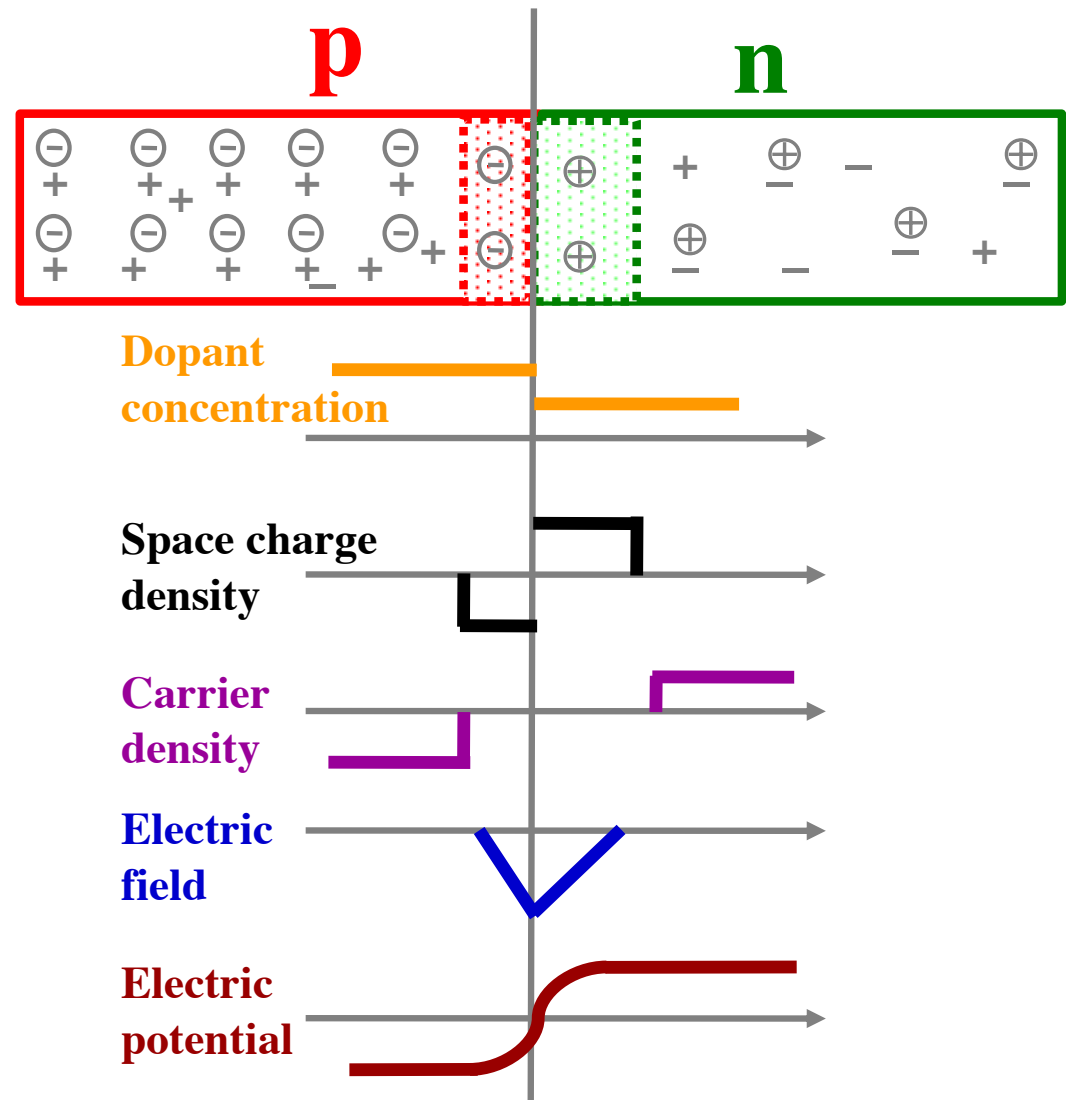 p
n
Dopant
concentration
Space charge
density
Carrier
density
Electric
field
Electric
potential